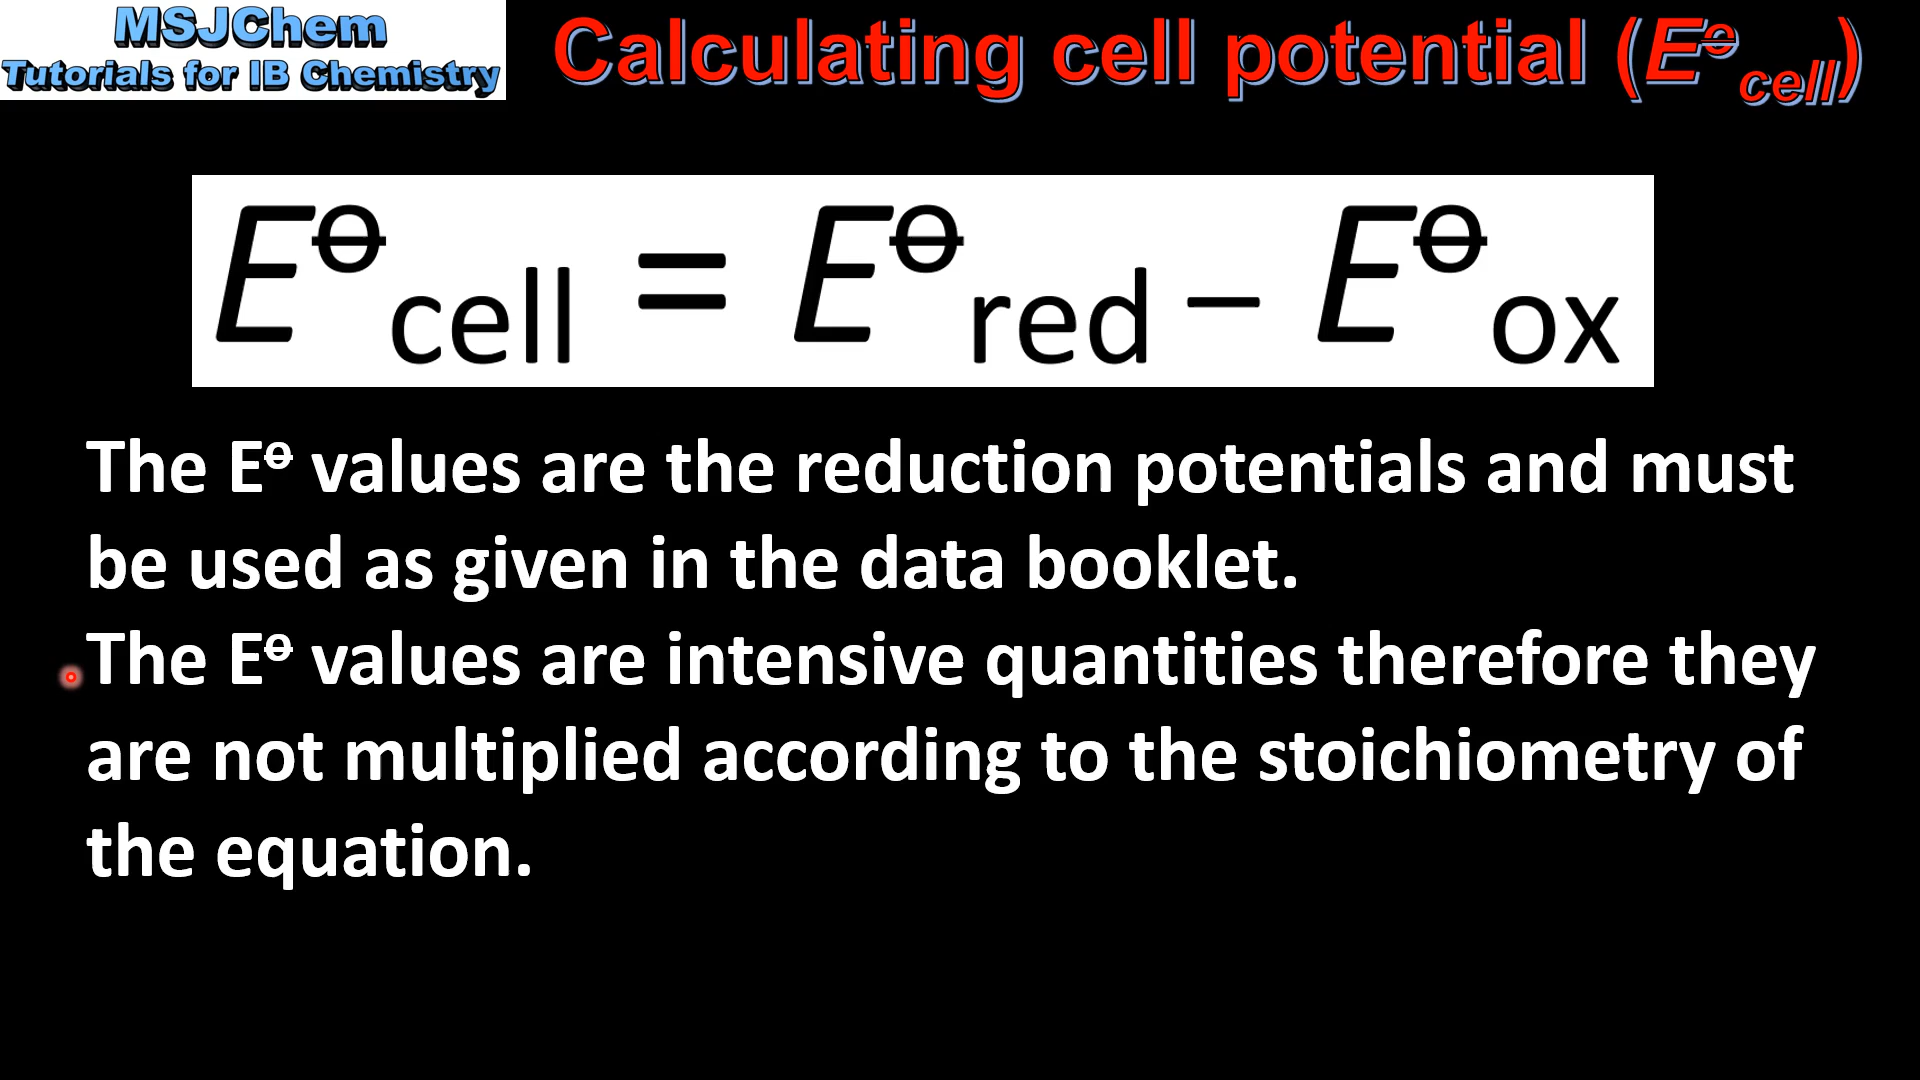 MSJChem
Tutorials for IB Chemistry
Calculating cell potential (E⦵cell)
E⦵cell = E⦵red – E⦵ox
The E⦵ values are the reduction potentials and must
be used as given in the data booklet.
The E⦵ values are intensive quantities therefore they
are not multiplied according to the stoichiometry of
the equation.